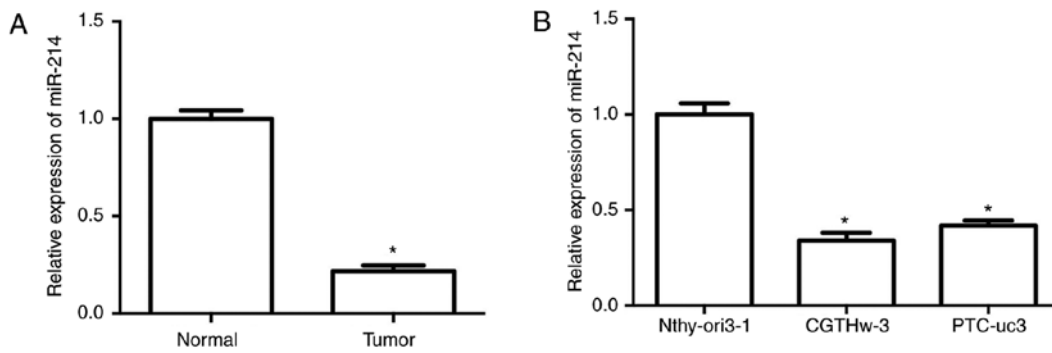 A
Relative expression of miR-214
1.5
1.0
0.5
0.0
*
Normal
Tumor
B
Relative expression of miR-214
1.5
1.0
0.5
0.0
*
*
Nthy-ori3-1
CGTHw-3
PTC-uc3